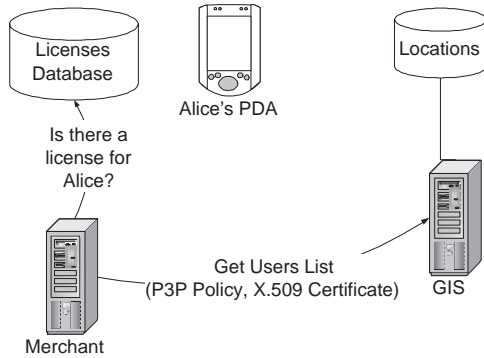 Licenses
Database
Alice's PDA
Locations
Is there a
license for
Alice?
Get Users List
(P3P Policy, X.509 Certificate)
GIS
Merchant